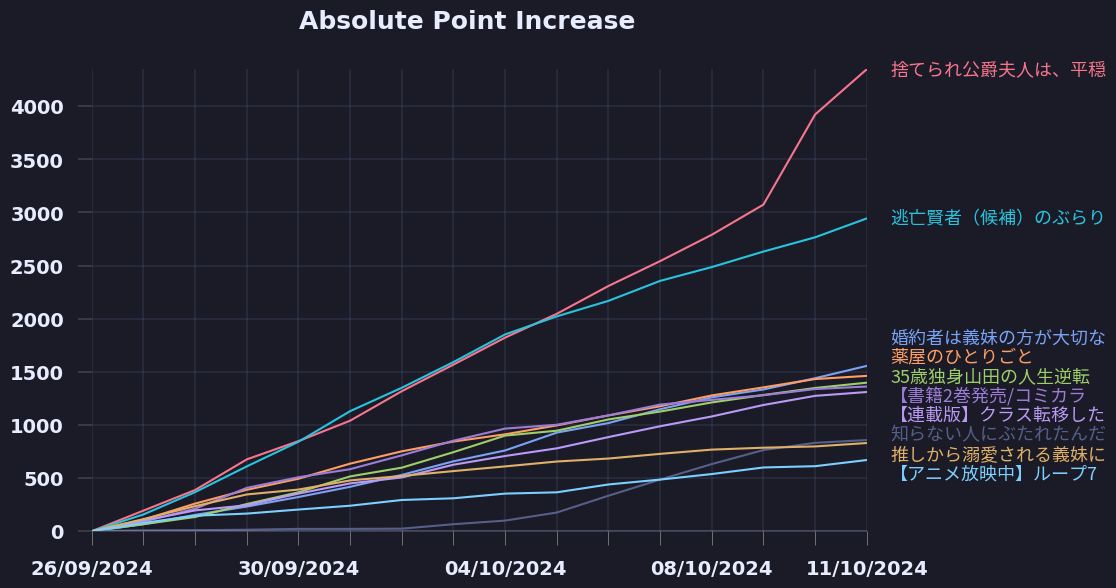 Absolute Point Increase
4000
3500
3000
2500
2000
1500
1000
500
0
26/09/2024
30/09/2024
04/10/2024
08/10/2024
11/10/2024
捨てられ公爵夫人は、平穏
逃亡賢者（候補）のぶらり
婚約者は義妹の方が大切な
薬屋のひとりごと
35歳独身山田の人生逆転
【書籍2巻発売/コミカラ
【連載版】クラス転移した
知らない人にぶたれたんだ
推しから溺愛される義妹に
【アニメ放映中】ループ7